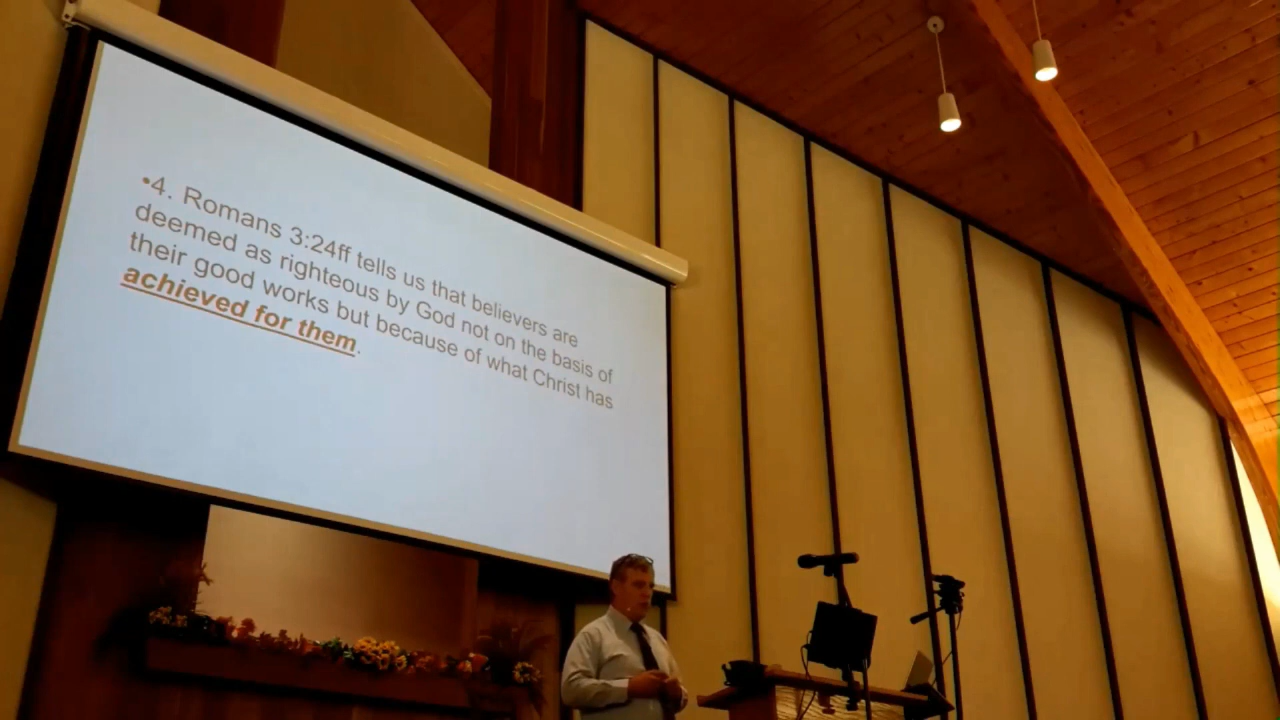 •4. Romans 3:24ff tells us that believers are
deemed as righteous by God not on the basis of
their good works but because of what Christ has
achieved for them.